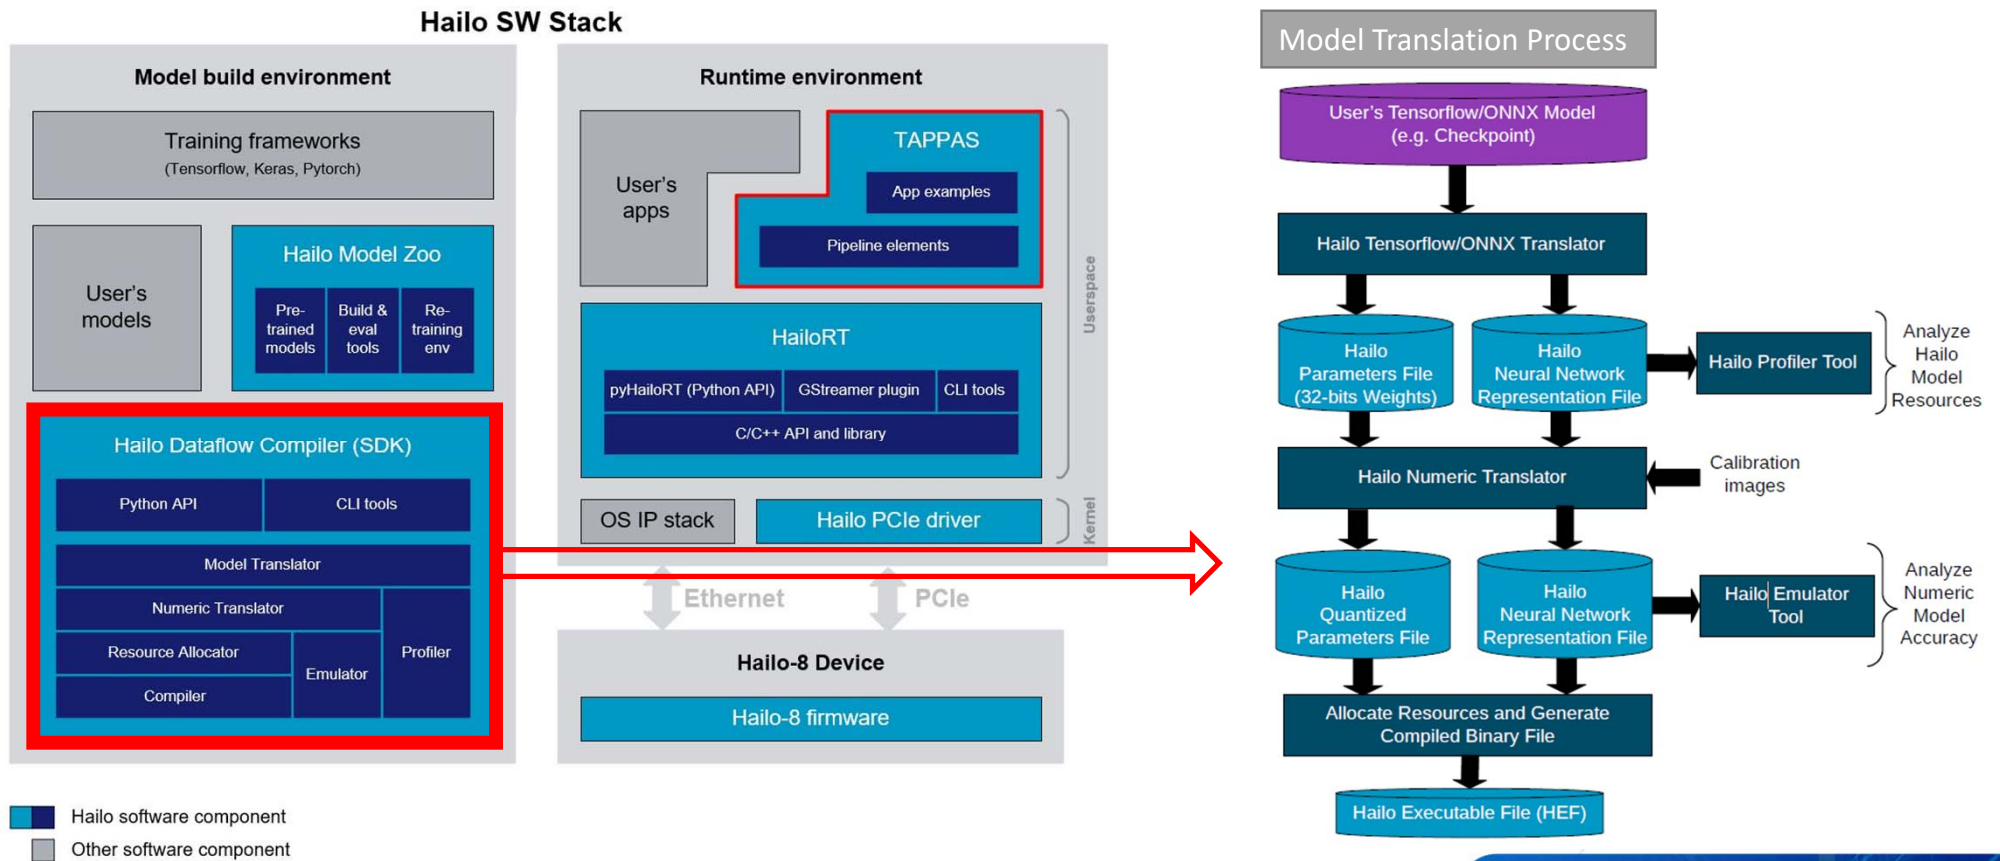 Hailo SW Stack
Model build environment
Training frameworks
(Tensorflow, Keras, Pytorch)
User's
models
Hailo Model Zoo
Pre-
trained
models
Build &
eval
tools
Re-
training
env
Hailo Dataflow Compiler (SDK)
Python API
CLI tools
Model Translator
Numeric Translator
Resource Allocator
Compiler
Emulator
Profiler
Runtime environment
User's
apps
TAPPAS
App examples
Pipeline elements
HailoRT
pyHailoRT (Python API)
GStreamer plugin
CLI tools
C/C++ API and library
Userspace
OS IP stack
Hailo PCIe driver
Kernel
Ethernet
PCIe
Hailo-8 Device
Hailo-8 firmware
Hailo software component
Other software component
Model Translation Process
User's Tensorflow/ONNX Model
(e.g. Checkpoint)
Hailo Tensorflow/ONNX Translator
Hailo
Parameters File
(32-bits Weights)
Hailo
Neural Network
Representation File
Hailo Profiler Tool
Analyze
Hailo
Model
Resources
Hailo Numeric Translator
Calibration
images
Hailo
Quantized
Parameters File
Hailo
Neural Network
Representation File
Hailo Emulator
Tool
Analyze
Numeric
Model
Accuracy
Allocate Resources and Generate
Compiled Binary File
Hailo Executable File (HEF)